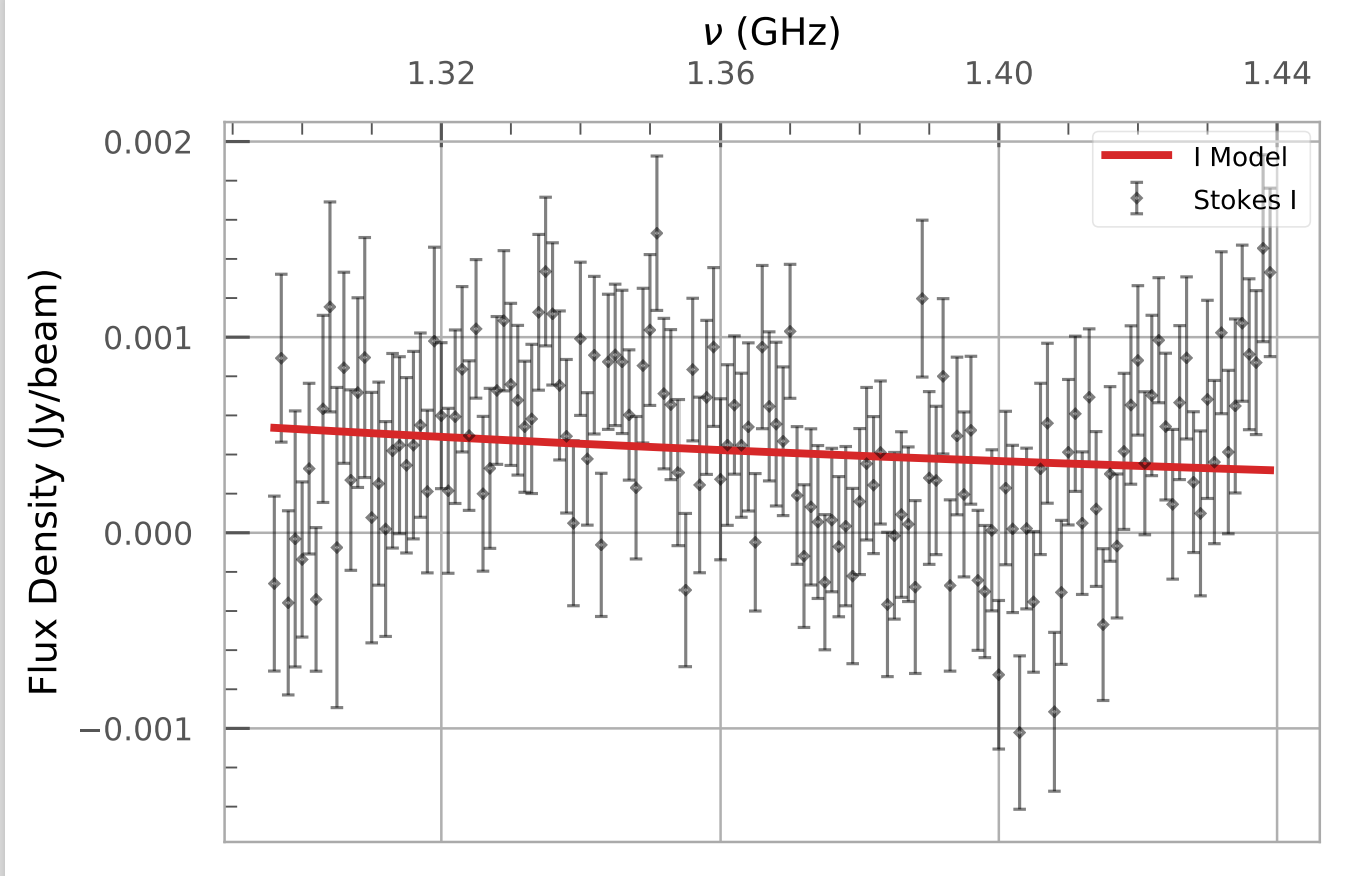 ν (GHz)
1.32 1.36 1.40 1.44
0.002
0.001
0.000
−0.001
Flux Density (Jy/beam)
I Model
Stokes I